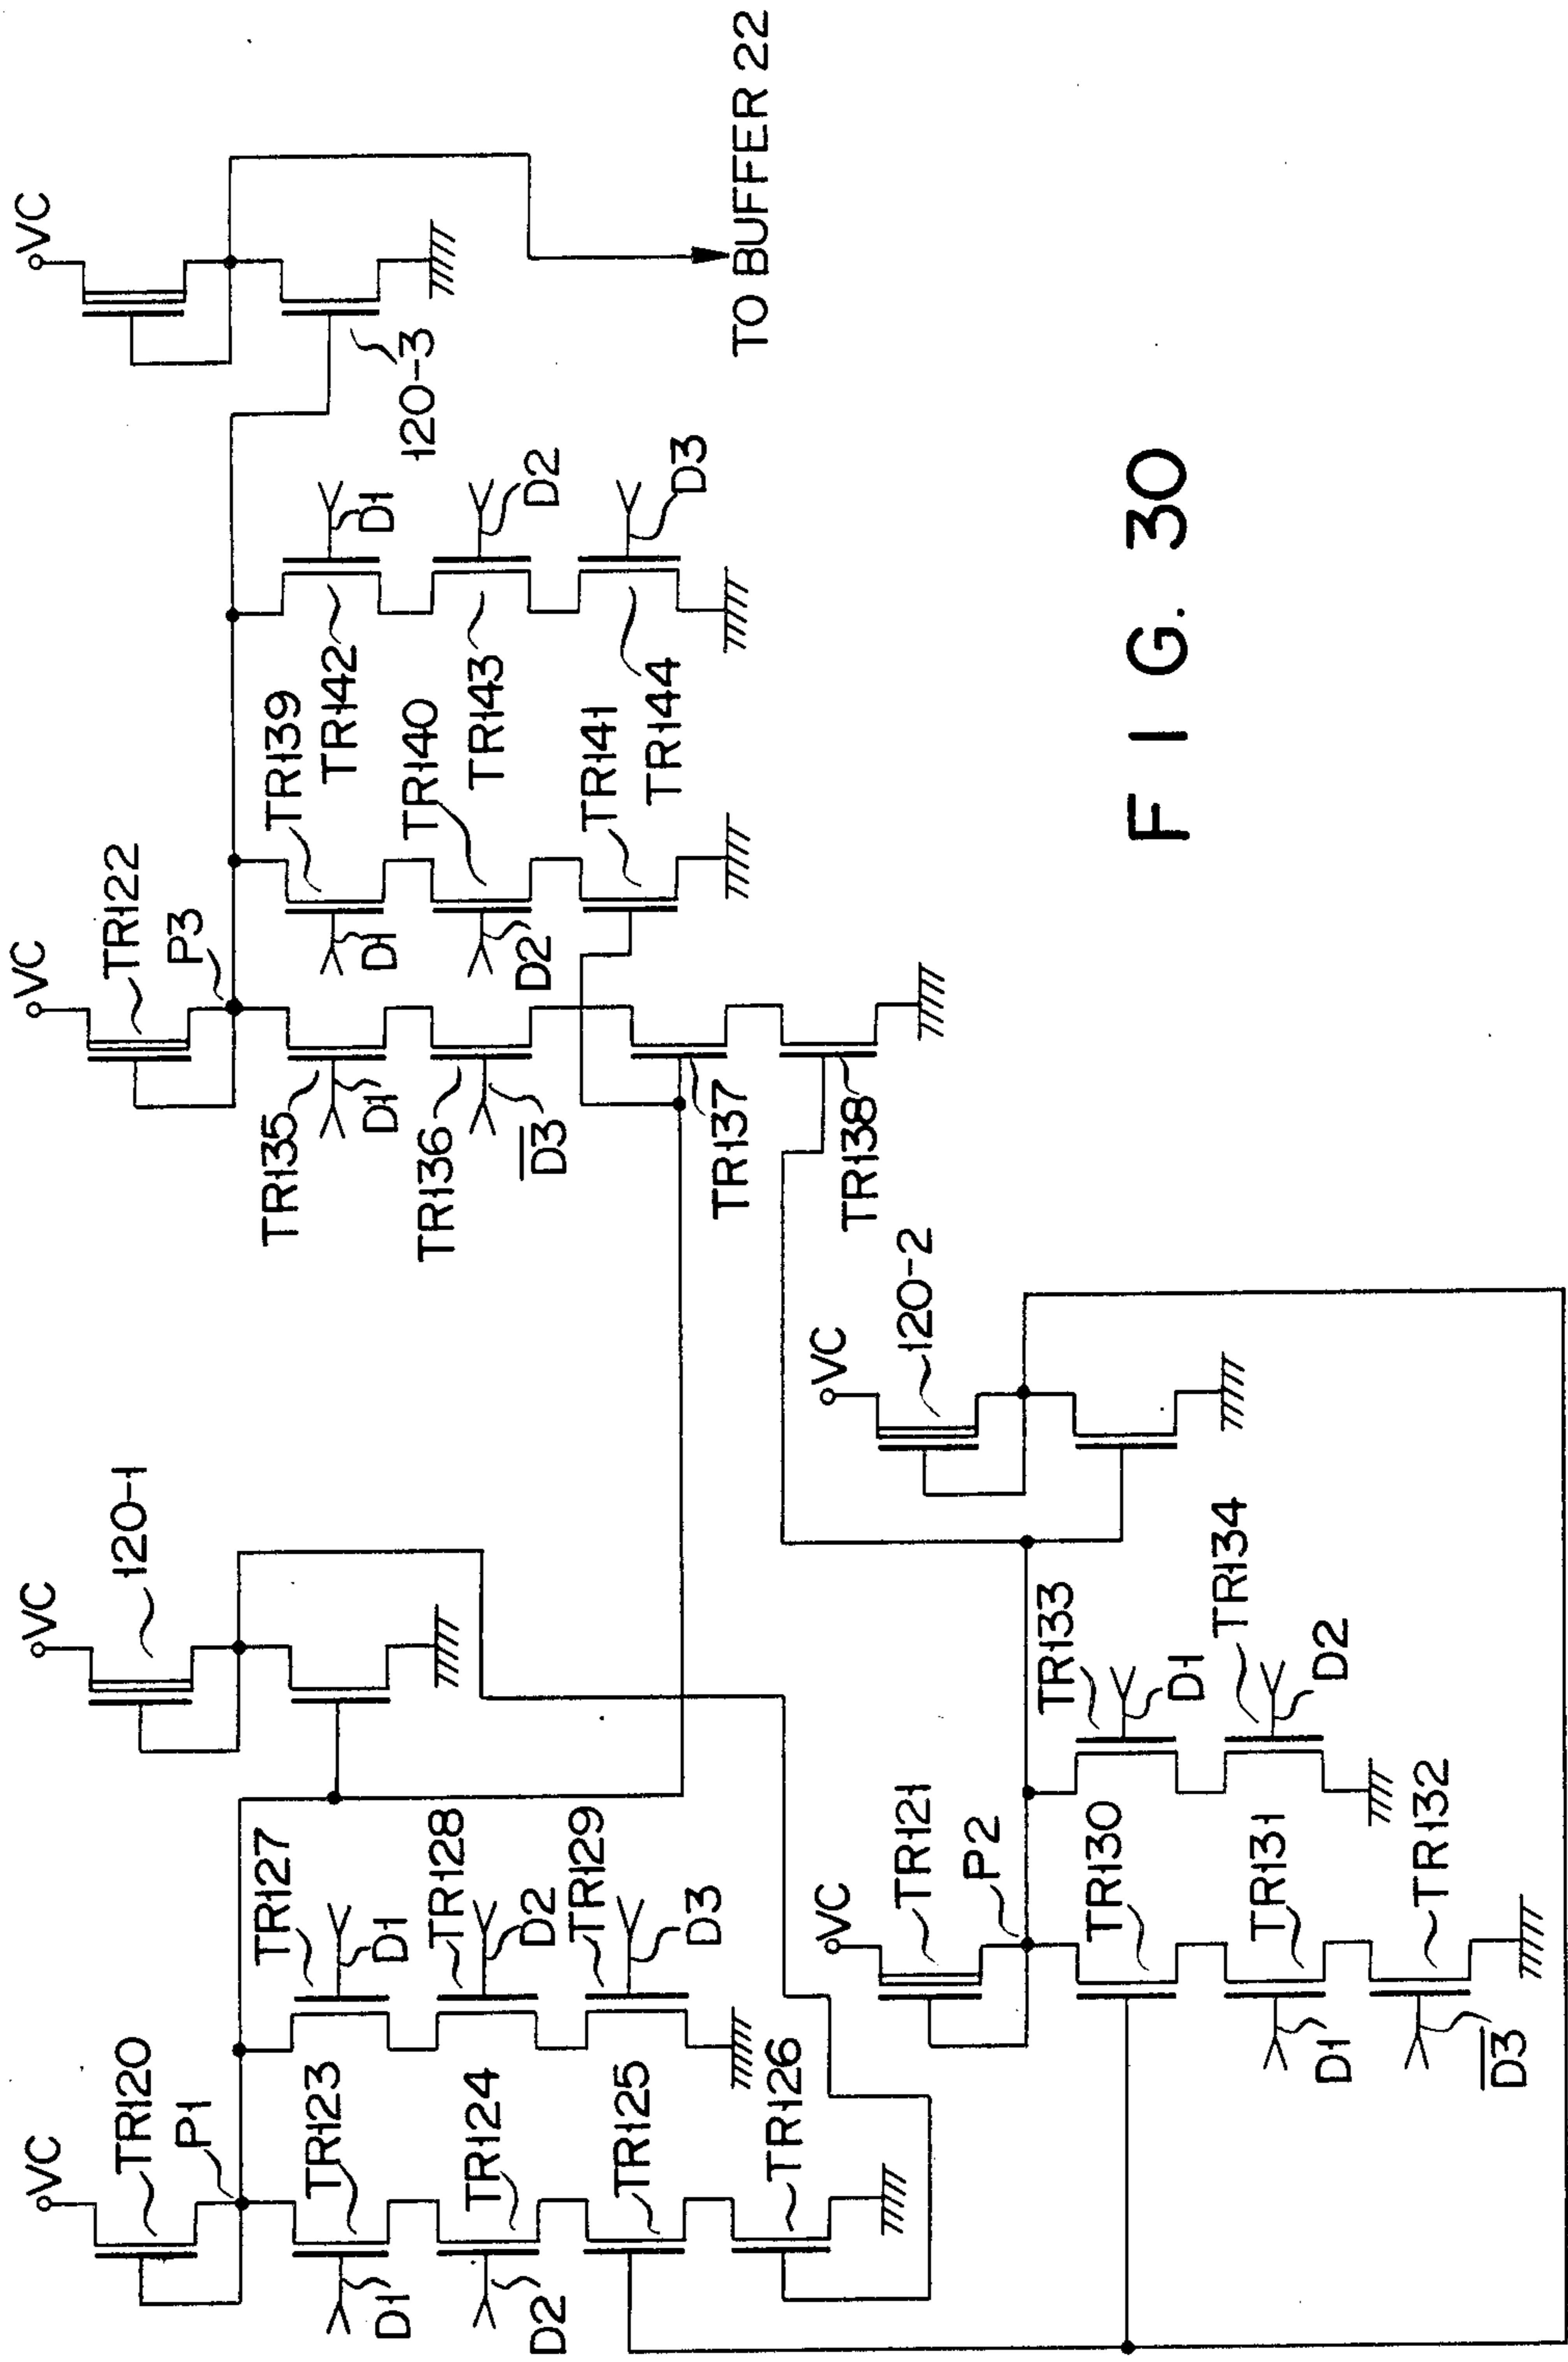 VC
TR120
P1
TR123
D1
TR124
D2
TR125
TR126
TR127
D1
TR128
D2
TR129
D3
VC
120-1
VC
TR121
P2
TR130
TR131
D1
TR132
D̅3̅
TR133
D1
TR134
D2
VC
120-2
VC
TR122
P3
TR135
D1
TR136
D̅3̅
TR137
TR138
TR139
D1
TR140
D2
TR141
TR142
D1
TR143
D2
TR144
D3
VC
120-3
TO BUFFER 22
F I G. 30